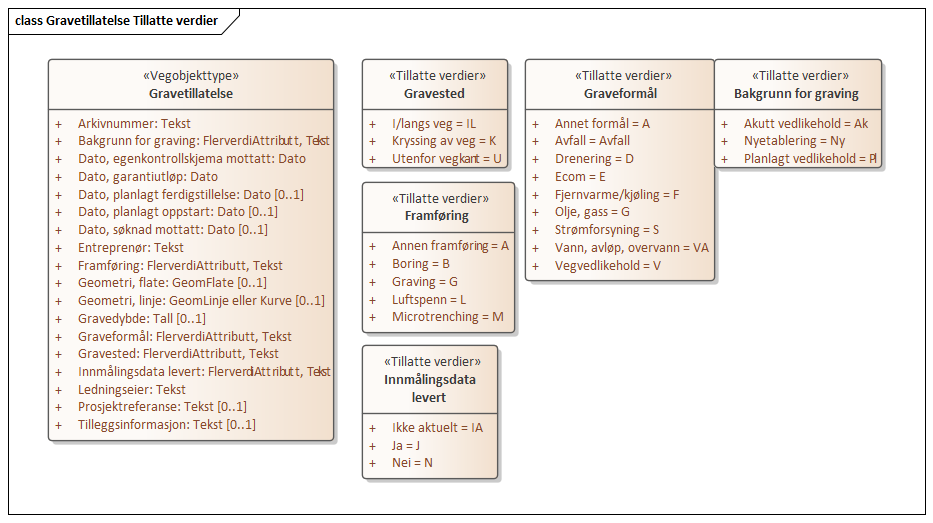 class Gravetillatelse Tillatte verdier
«Vegobjekttype»
Gravetillatelse
+ Arkivnummer: Tekst
+ Bakgrunn for graving: FlerverdiAttributt, Tekst
+ Dato, egenkontrollskjema mottatt: Dato
+ Dato, garantiutløp: Dato
+ Dato, planlagt ferdigstillelse: Dato [0..1]
+ Dato, planlagt oppstart: Dato [0..1]
+ Dato, søknad mottatt: Dato [0..1]
+ Entreprenør: Tekst
+ Framføring: FlerverdiAttributt, Tekst
+ Geometri, flate: GeomFlate [0..1]
+ Geometri, linje: GeomLinje eller Kurve [0..1]
+ Gravedybde: Tall [0..1]
+ Graveformål: FlerverdiAttributt, Tekst
+ Gravested: FlerverdiAttributt, Tekst
+ Innmålingsdata levert: FlerverdiAttributt, Tekst
+ Ledningseier: Tekst
+ Prosjektreferanse: Tekst [0..1]
+ Tilleggsinformasjon: Tekst [0..1]
«Tillatte verdier»
Gravested
+ I/langs veg = IL
+ Kryssing av veg = K
+ Utenfor vegkant = U
«Tillatte verdier»
Framføring
+ Annen framføring = A
+ Boring = B
+ Graving = G
+ Luftspenn = L
+ Microtrenching = M
«Tillatte verdier»
Innmålingsdata
levert
+ Ikke aktuelt = IA
+ Ja = J
+ Nei = N
«Tillatte verdier»
Graveformål
+ Annet formål = A
+ Avfall = Avfall
+ Drenering = D
+ Ecom = E
+ Fjernvarme/kjøling = F
+ Olje, gass = G
+ Strømforsyning = S
+ Vann, avløp, overvann = VA
+ Vegvedlikehold = V
«Tillatte verdier»
Bakgrunn for graving
+ Akutt vedlikehold = Ak
+ Nyetablering = Ny
+ Planlagt vedlikehold = Pl